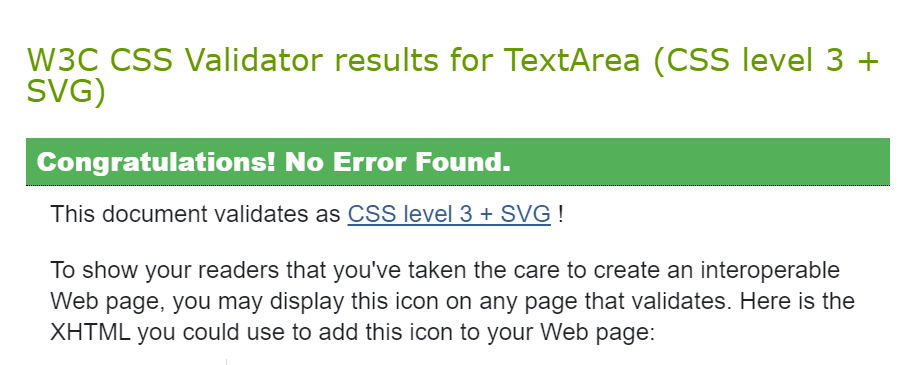 W3C CSS Validator results for TextArea (CSS level 3 +
SVG)
Congratulations! No Error Found.
This document validates as CSS level 3 + SVG !
To show your readers that you've taken the care to create an interoperable
Web page, you may display this icon on any page that validates. Here is the
XHTML you could use to add this icon to your Web page: